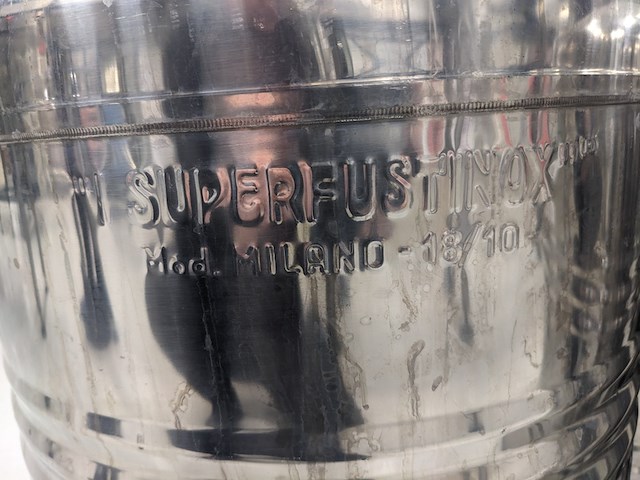 "I SUPERFUSTINOX"
Mod. MILANO - 18/10